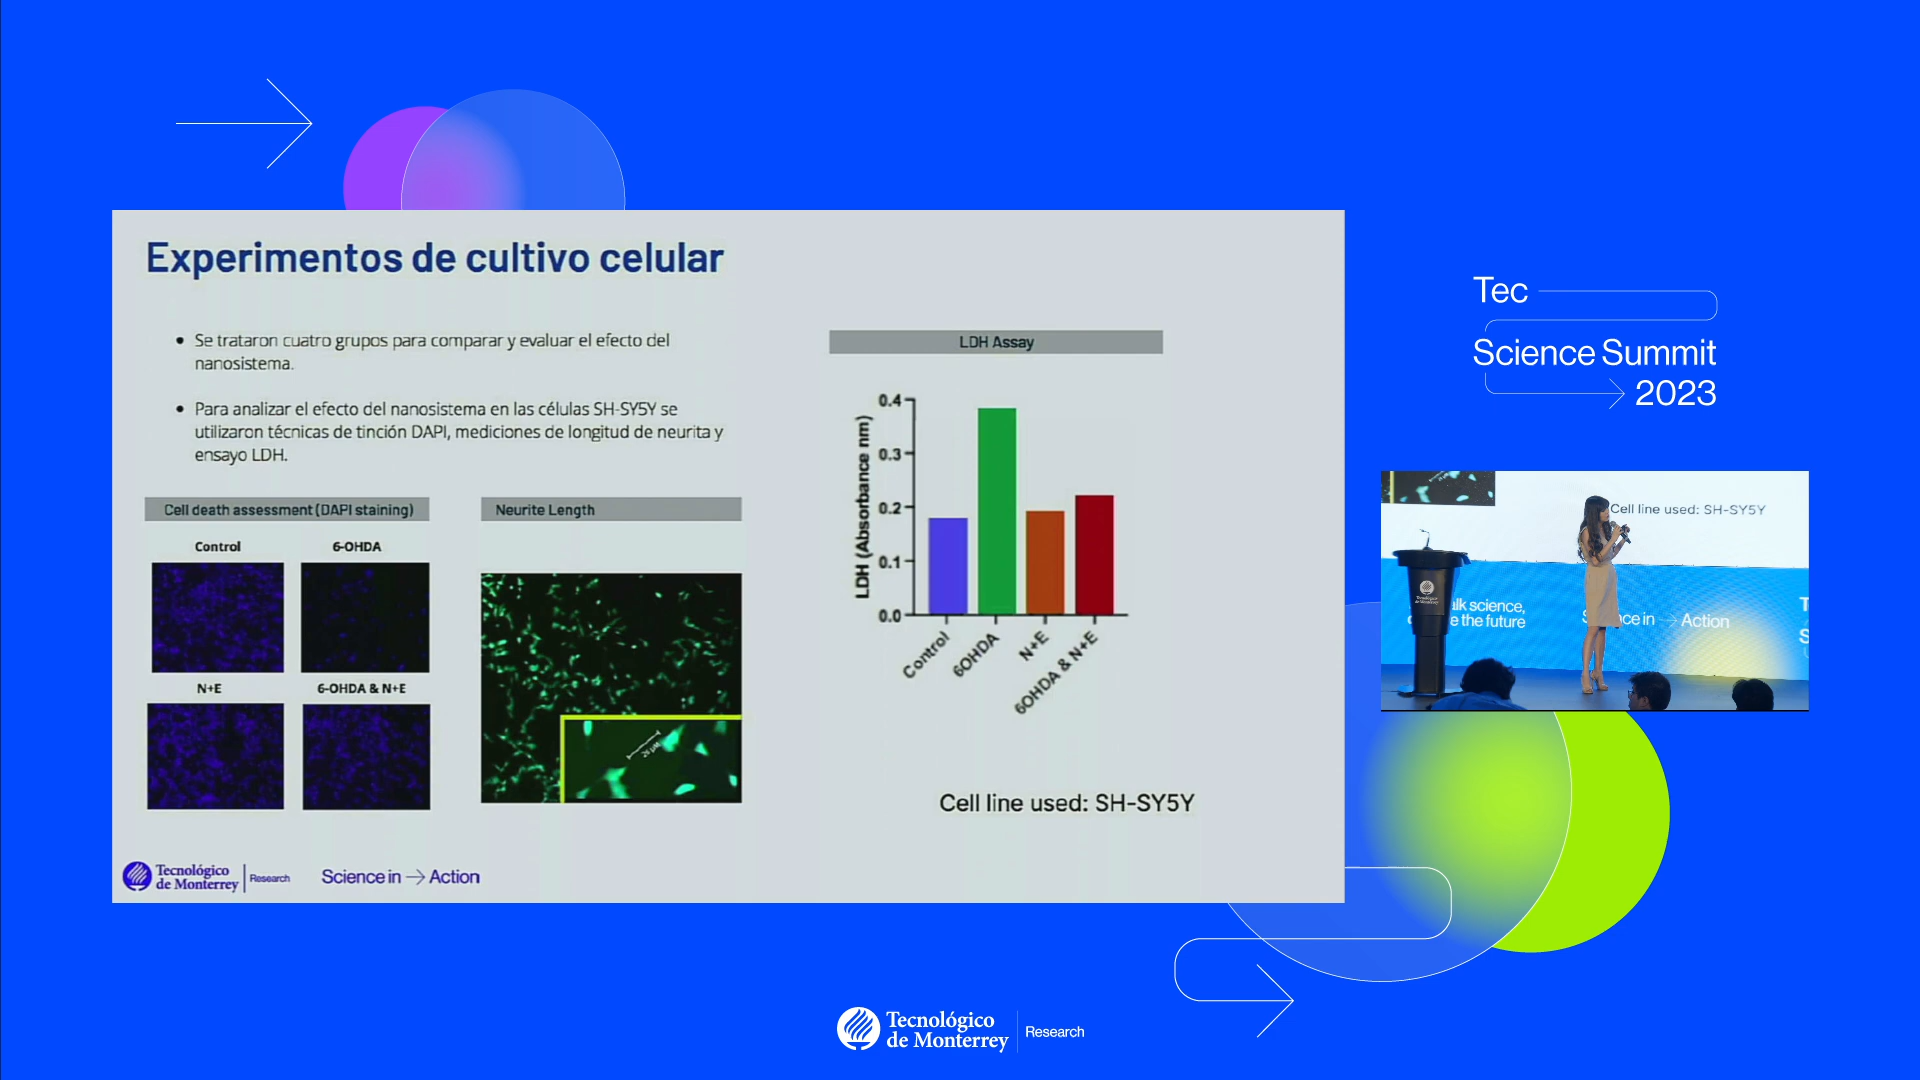 Experimentos de cultivo celular
• Se trataron cuatro grupos para comparar y evaluar el efecto del
nanosistema.
• Para analizar el efecto del nanosistema en las células SH-SY5Y se
utilizaron técnicas de tinción DAPI, mediciones de longitud de neurita y
ensayo LDH.
Cell death assessment (DAPI staining)
Control
6-OHDA
N+E
6-OHDA & N+E
Neurite Length
LDH Assay
LDH (Absorbance nm)
0.4
0.3
0.2
0.1
0.0
Control
6OHDA
N+E
6OHDA & N+E
Cell line used: SH-SY5Y
Tecnológico
de Monterrey
Research
Science in → Action
Tec
Science Summit
2023
Cell line used: SH-SY5Y
Tecnológico
de Monterrey
science,
the future
Action
Tecnológico
de Monterrey
Research